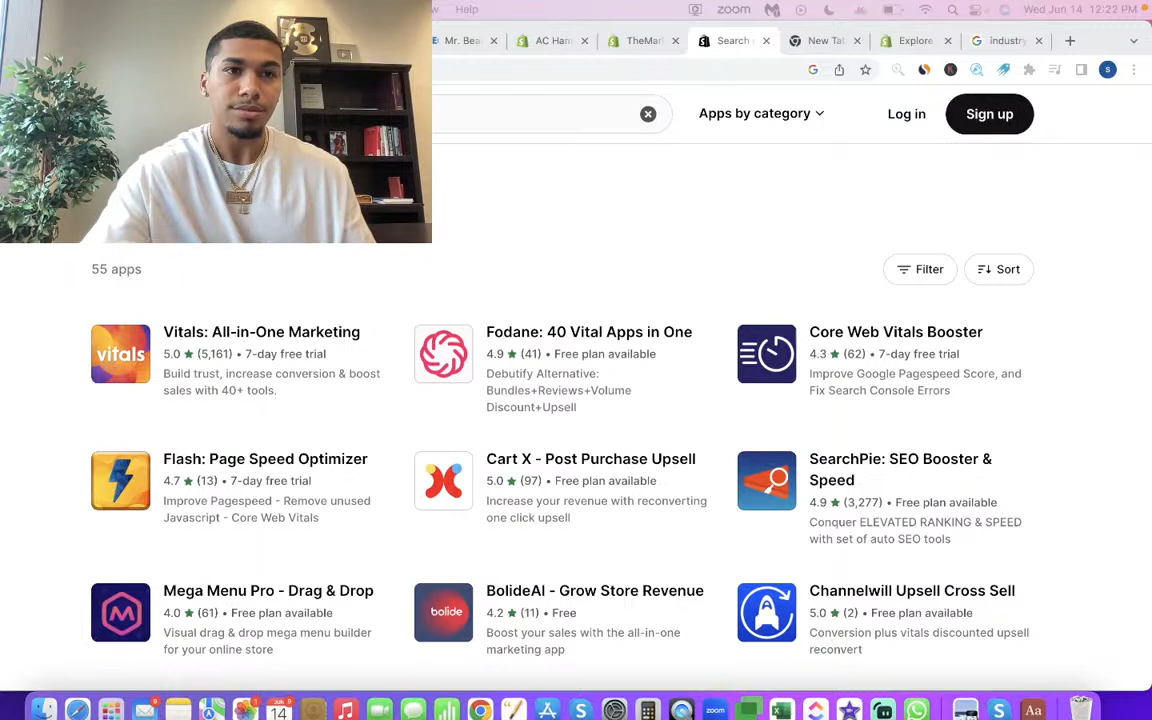 Help
zoom
Wed Jun 14 12:22 PM
Mr. Bea
AC Ham
TheMar
Search
New Tal
Explore
industry
S
Apps by category
Log in
Sign up
55 apps
Filter
Sort
vitals
Vitals: All-in-One Marketing
5.0 ★ (5,161) • 7-day free trial
Build trust, increase conversion & boost
sales with 40+ tools.
Fodane: 40 Vital Apps in One
4.9 ★ (41) • Free plan available
Debutify Alternative:
Bundles+Reviews+Volume
Discount+Upsell
Core Web Vitals Booster
4.3 ★ (62) • 7-day free trial
Improve Google Pagespeed Score, and
Fix Search Console Errors
Flash: Page Speed Optimizer
4.7 ★ (13) • 7-day free trial
Improve Pagespeed - Remove unused
Javascript - Core Web Vitals
Cart X - Post Purchase Upsell
5.0 ★ (97) • Free plan available
Increase your revenue with reconverting
one click upsell
SearchPie: SEO Booster &
Speed
4.9 ★ (3,277) • Free plan available
Conquer ELEVATED RANKING & SPEED
with set of auto SEO tools
Mega Menu Pro - Drag & Drop
4.0 ★ (61) • Free plan available
Visual drag & drop mega menu builder
for your online store
bolide
BolideAI - Grow Store Revenue
4.2 ★ (11) • Free
Boost your sales with the all-in-one
marketing app
Channelwill Upsell Cross Sell
5.0 ★ (2) • Free plan available
Conversion plus vitals discounted upsell
reconvert
14
zoom
Aa